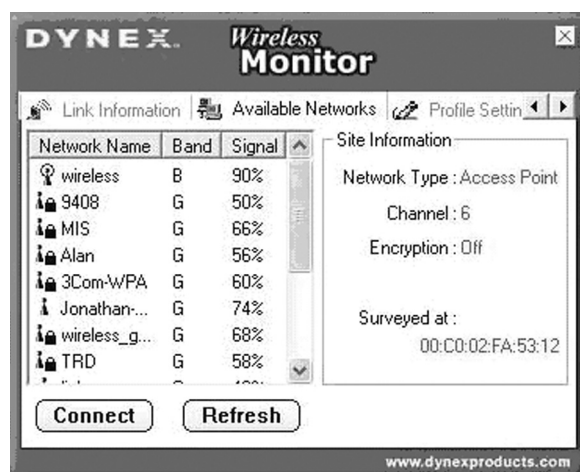 DYNEX
Wireless
Monitor
Link Information Available Networks Profile Settin
Network Name Band Signal
wireless B 90%
9408 G 50%
MIS G 66%
Alan G 56%
3Com-WPA G 60%
Jonathan-... G 74%
wireless_g... G 68%
TRD G 58%
Site Information
Network Type : Access Point
Channel : 6
Encryption : Off
Surveyed at :
00:C0:02:FA:53:12
Connect Refresh
www.dynexproducts.com